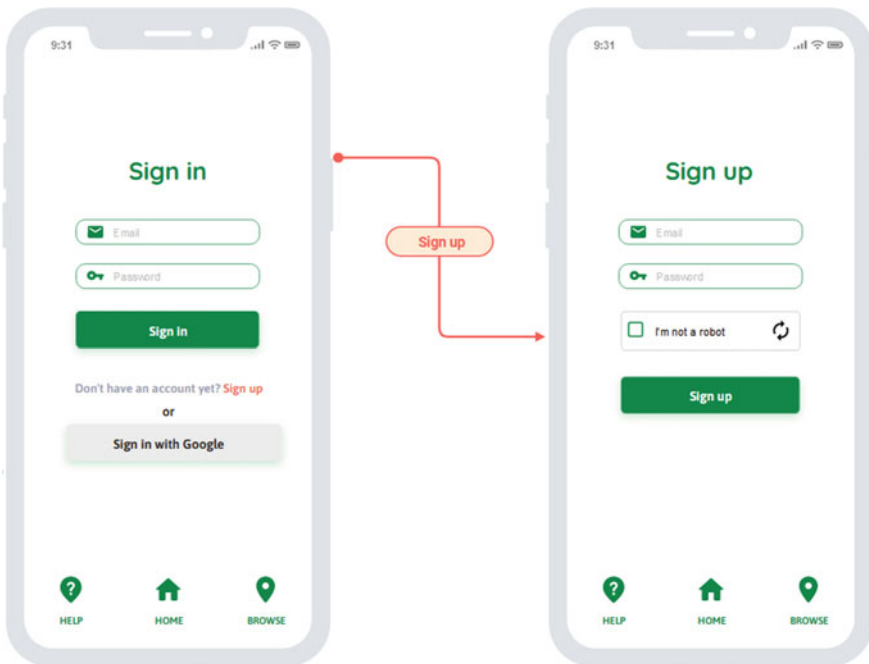 9:31
Sign in
Email
Password
Sign in
Don't have an account yet? Sign up
or
Sign in with Google
HELP
HOME
BROWSE
Sign up
9:31
Sign up
Email
Password
I'm not a robot
Sign up
HELP
HOME
BROWSE